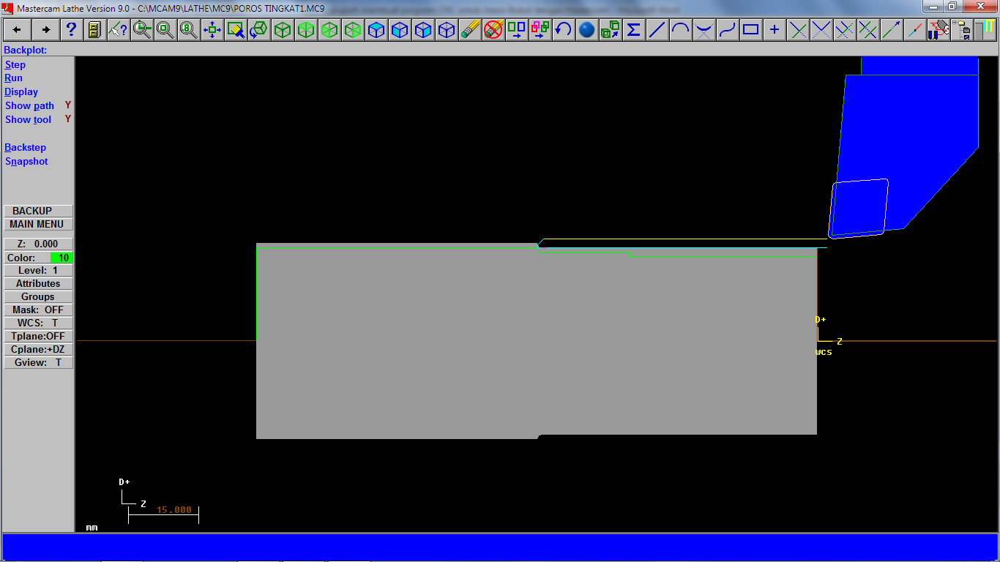 Mastercam Lathe Version 9.0 - C:\MCAM9\LATHE\MC9\POROS TINGKAT1.MC9
Backplot:
Step
Run
Display
Show path Y
Show tool Y
Backstep
Snapshot
BACKUP
MAIN MENU
Z: 0.000
Color: 10
Level: 1
Attributes
Groups
Mask: OFF
WCS: T
Tplane:OFF
Cplane:+DZ
Gview: T
D+
Z
WCS
D+
Z
15.000
mm